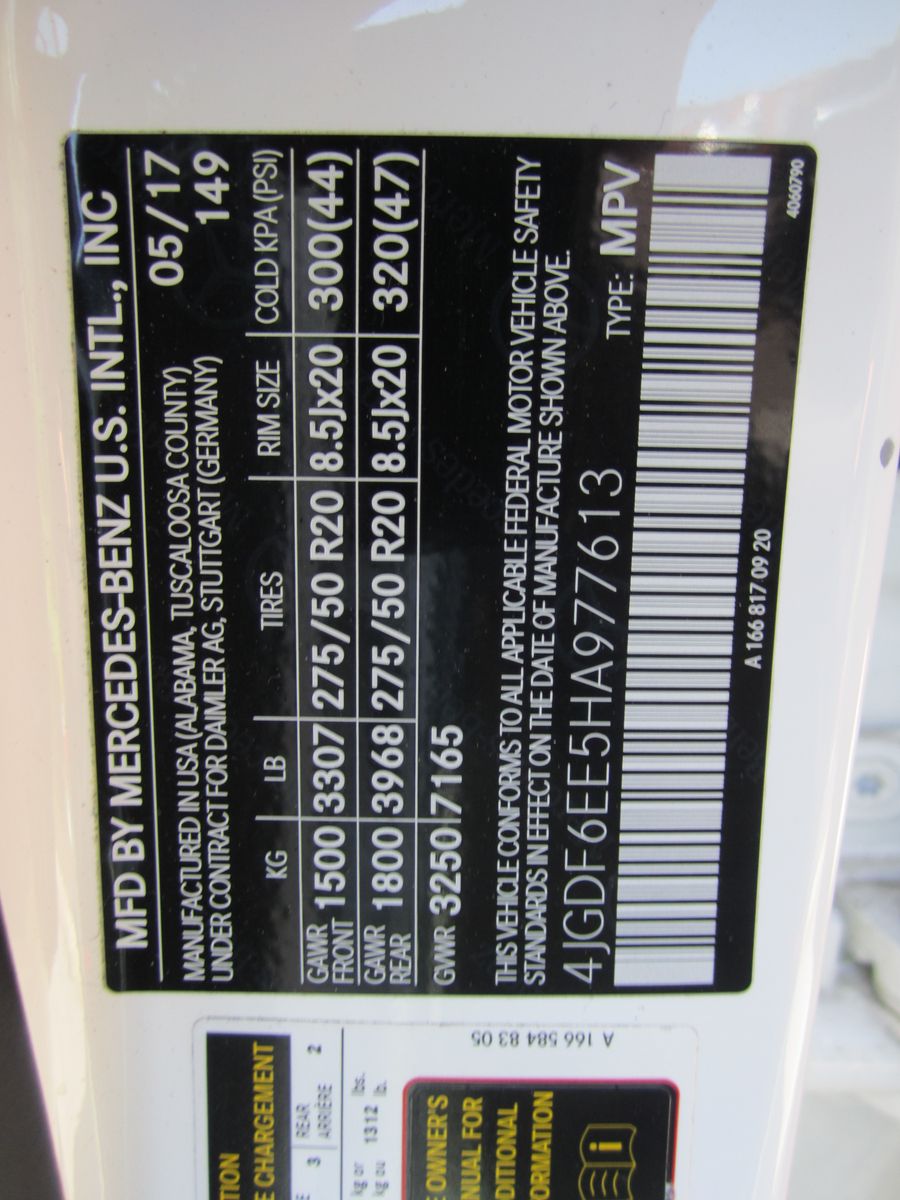 MFD BY MERCEDES-BENZ U.S. INTL., INC
MANUFACTURED IN USA (ALABAMA, TUSCALOOSA COUNTY) 05/17
UNDER CONTRACT FOR DAIMLER AG, STUTTGART (GERMANY) 149
KG LB TIRES RIM SIZE COLD KPA (PSI)
GAWR FRONT 1500 3307 275/50 R20 8.5Jx20 300(44)
GAWR REAR 1800 3968 275/50 R20 8.5Jx20 320(47)
GVWR 3250 7165
THIS VEHICLE CONFORMS TO ALL APPLICABLE FEDERAL MOTOR VEHICLE SAFETY
STANDARDS IN EFFECT ON THE DATE OF MANUFACTURE SHOWN ABOVE.
4JGDF6EE5HA977613 TYPE: MPV
A 166 817 09 20
4060790
CHARGEMENT
3 REAR 2
ARRIÈRE
kg or 1312 lbs.
kg ou lb.
A 166 584 83 05
OWNER'S
FOR
i